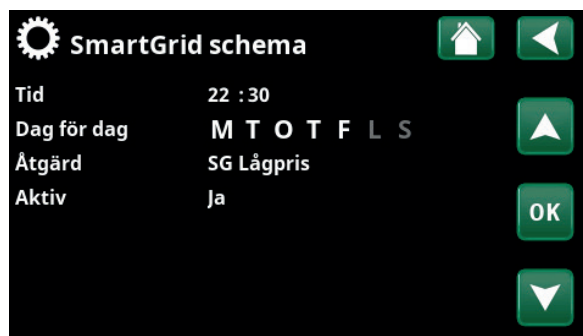 SmartGrid schema
Tid 22 :30
Dag för dag M T O T F L S
Åtgärd SG Lågpris
Aktiv Ja
OK